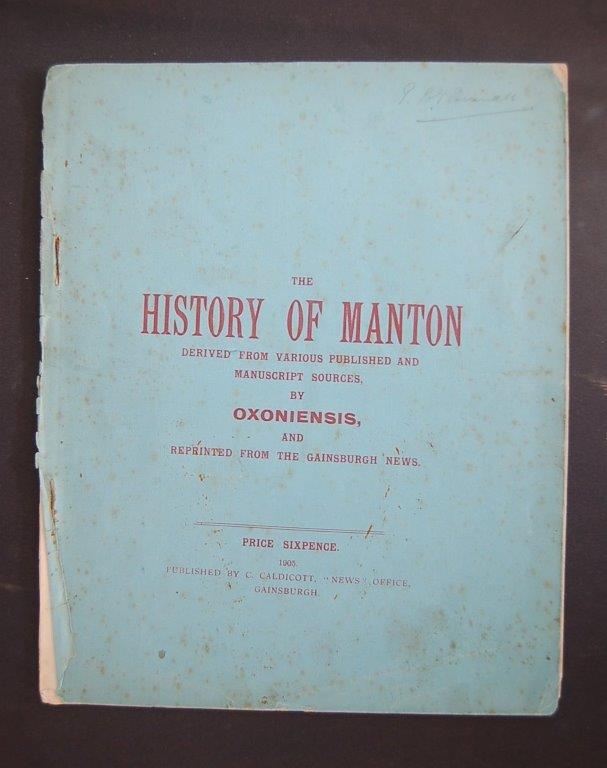 THE
HISTORY OF MANTON
DERIVED FROM VARIOUS PUBLISHED AND
MANUSCRIPT SOURCES,
BY
OXONIENSIS,
AND
REPRINTED FROM THE GAINSBURGH NEWS.
PRICE SIXPENCE.
1905.
PUBLISHED BY C. CALDICOTT, "NEWS" OFFICE,
GAINSBURGH.